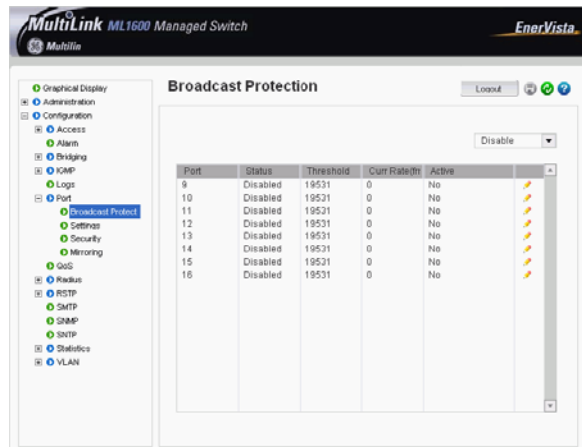 MultiLink ML1600 Managed Switch
EnerVista
Multilin
Graphical Display
Administration
Configuration
Access
Alarm
Bridging
IGMP
Logs
Port
Broadcast Protect
Settings
Security
Mirroring
QoS
Radius
RSTP
SMTP
SNMP
SNTP
Statistics
VLAN
Broadcast Protection
Logout
Disable
Port Status Threshold Curr Rate(frn Active
9 Disabled 19531 0 No
10 Disabled 19531 0 No
11 Disabled 19531 0 No
12 Disabled 19531 0 No
13 Disabled 19531 0 No
14 Disabled 19531 0 No
15 Disabled 19531 0 No
16 Disabled 19531 0 No